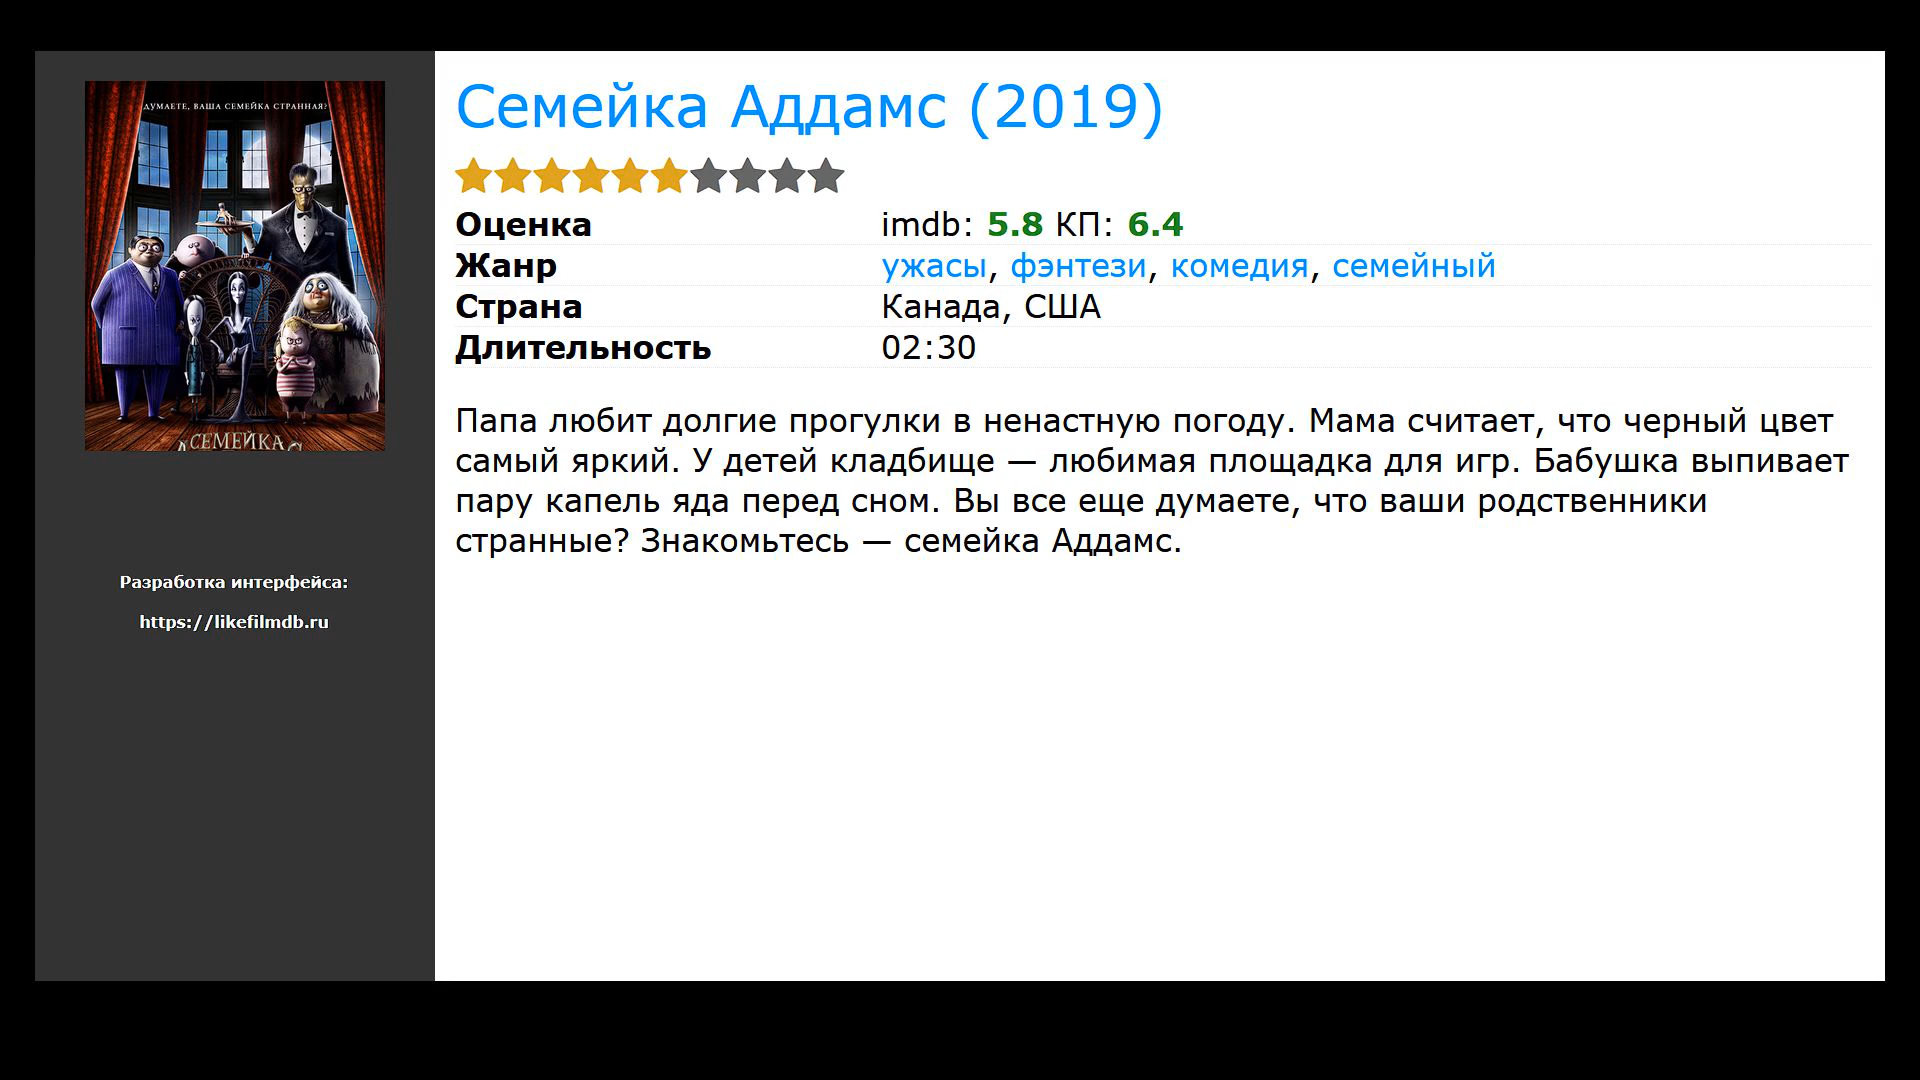 ДУМАЕТЕ, ВАША СЕМЕЙКА СТРАННАЯ?
СЕМЕЙКА
Разработка интерфейса:
https://likefilmdb.ru
Семейка Аддамс (2019)
Оценка imdb: 5.8 КП: 6.4
Жанр ужасы, фэнтези, комедия, семейный
Страна Канада, США
Длительность 02:30
Папа любит долгие прогулки в ненастную погоду. Мама считает, что черный цвет
самый яркий. У детей кладбище — любимая площадка для игр. Бабушка выпивает
пару капель яда перед сном. Вы все еще думаете, что ваши родственники
странные? Знакомьтесь — семейка Аддамс.